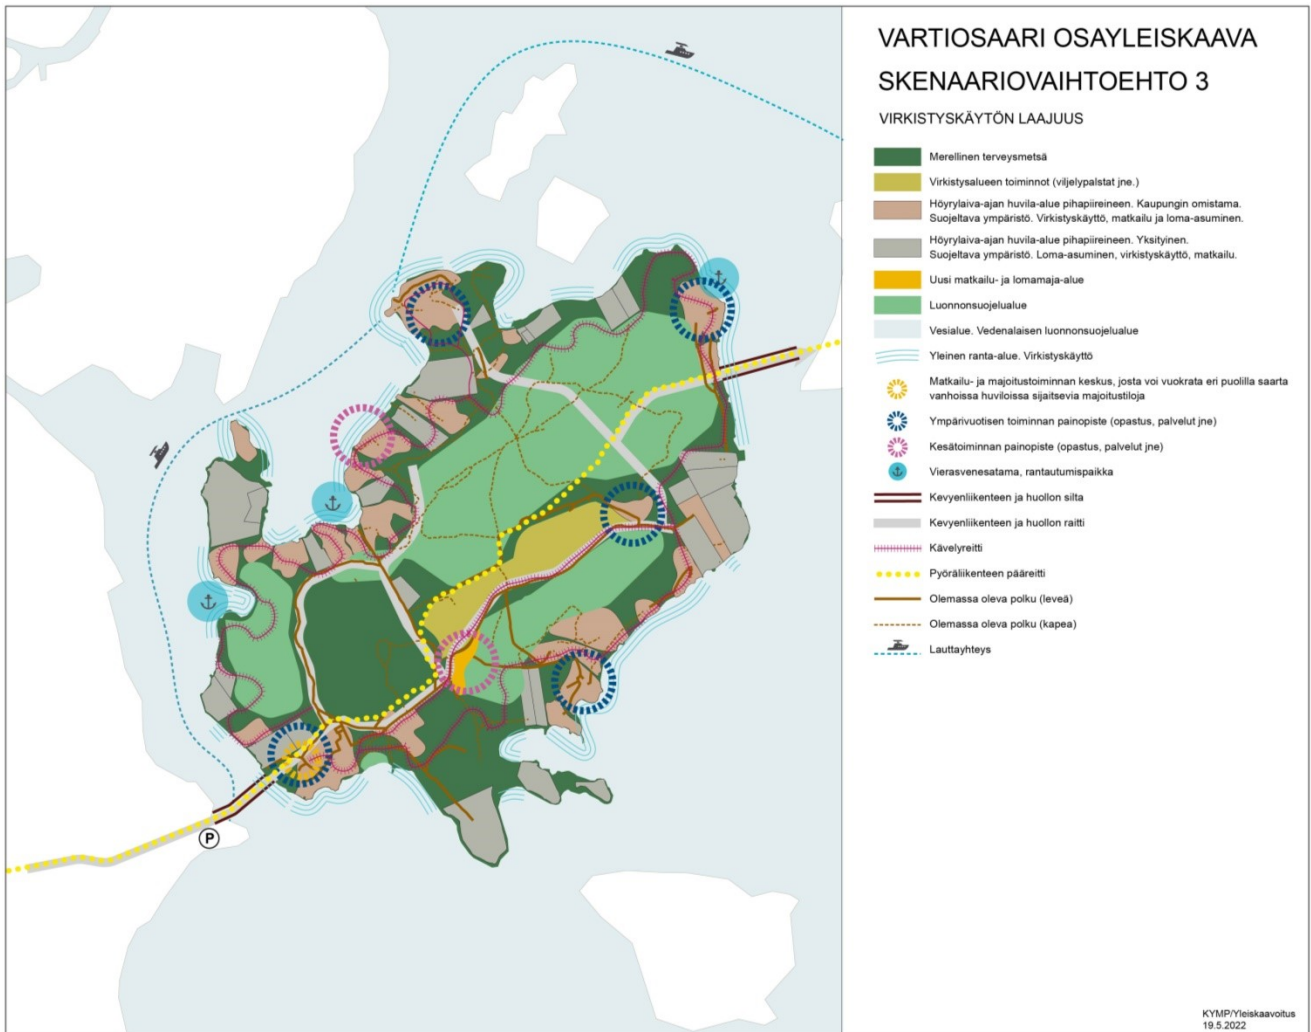 VARTIOSAARI OSAYLEISKAAVA
SKENAARIOVAIHTOEHTO 3
VIRKISTYSKÄYTÖN LAAJUUS
Merellinen terveysmetsä
Virkistysalueen toiminnot (viljelypalstat jne.)
Höyrylaiva-ajan huvila-alue pihapiireineen. Kaupungin omistama.
Suojeltava ympäristö. Virkistyskäyttö, matkailu ja loma-asuminen.
Höyrylaiva-ajan huvila-alue pihapiireineen. Yksityinen.
Suojeltava ympäristö. Loma-asuminen, virkistyskäyttö, matkailu.
Uusi matkailu- ja lomamaja-alue
Luonnonsuojelualue
Vesialue. Vedenalaisen luonnonsuojelualue
Yleinen ranta-alue. Virkistyskäyttö
Matkailu- ja majoitustoiminnan keskus, josta voi vuokrata eri puolilla saarta
vanhoissa huviloissa sijaitsevia majoitustiloja
Ympärivuotisen toiminnan painopiste (opastus, palvelut jne)
Kesätoiminnan painopiste (opastus, palvelut jne)
Vierasvenesatama, rantautumispaikka
Kevyenliikenteen ja huollon silta
Kevyenliikenteen ja huollon raitti
Kävelyreitti
Pyöräliikenteen pääreitti
Olemassa oleva polku (leveä)
Olemassa oleva polku (kapea)
Lauttayhteys
P
KYMP/Yleiskaavoitus
19.5.2022